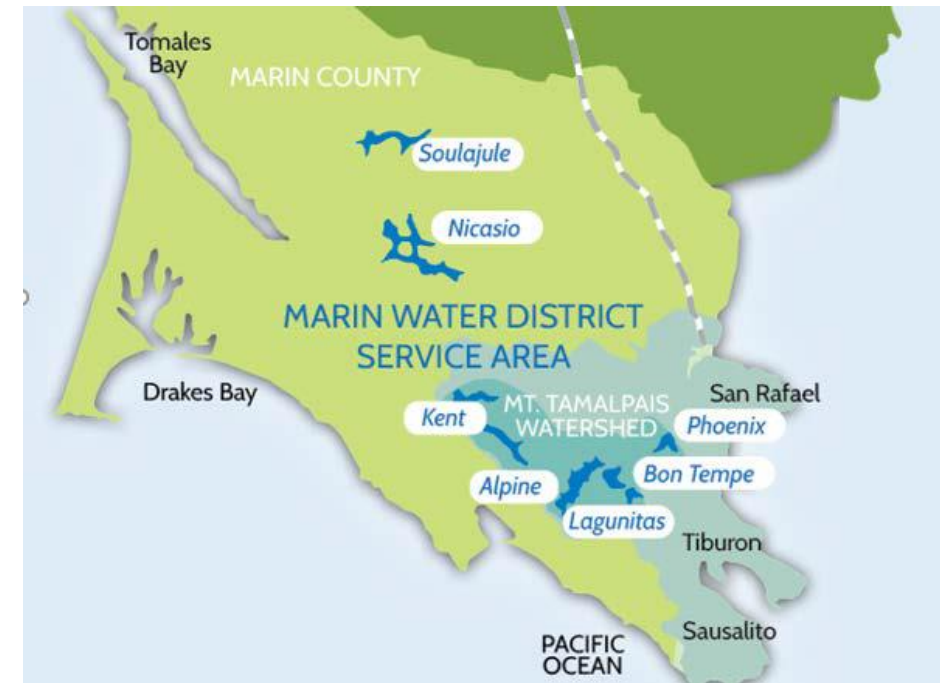 Tomales
Bay
MARIN COUNTY
Soulajule
Nicasio
MARIN WATER DISTRICT
SERVICE AREA
Drakes Bay
San Rafael
Kent
MT. TAMALPAIS
WATERSHED
Phoenix
Alpine
Bon Tempe
Lagunitas
Tiburon
Sausalito
PACIFIC
OCEAN